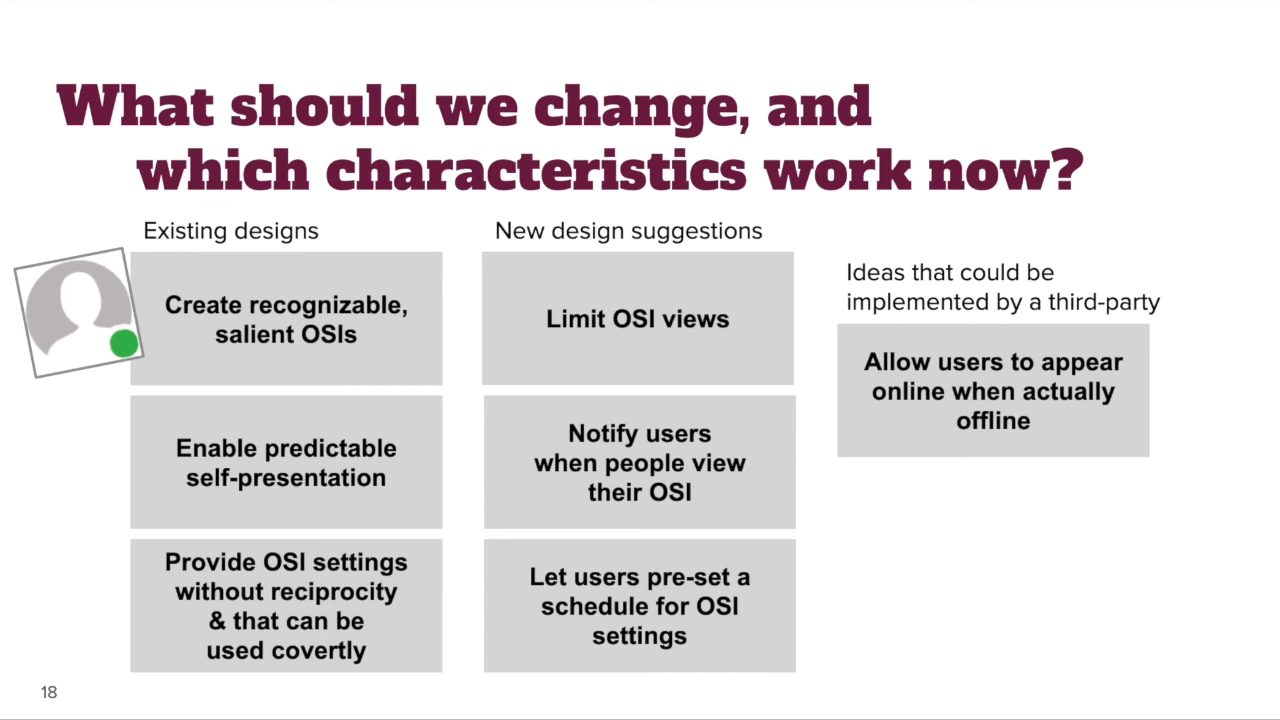 What should we change, and
which characteristics work now?
Existing designs
Create recognizable,
salient OSIs
Enable predictable
self-presentation
Provide OSI settings
without reciprocity
& that can be
used covertly
New design suggestions
Limit OSI views
Notify users
when people view
their OSI
Let users pre-set a
schedule for OSI
settings
Ideas that could be
implemented by a third-party
Allow users to appear
online when actually
offline
18